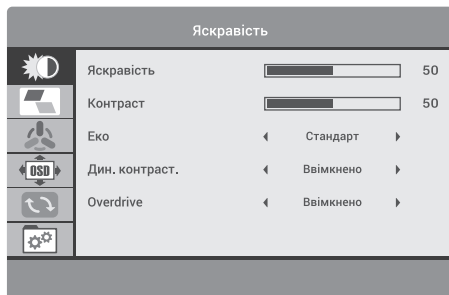 Яскравість
Яскравість 50
Контраст 50
Еко Стандарт
Дин. контраст. Ввімкнено
OSD
Overdrive Ввімкнено